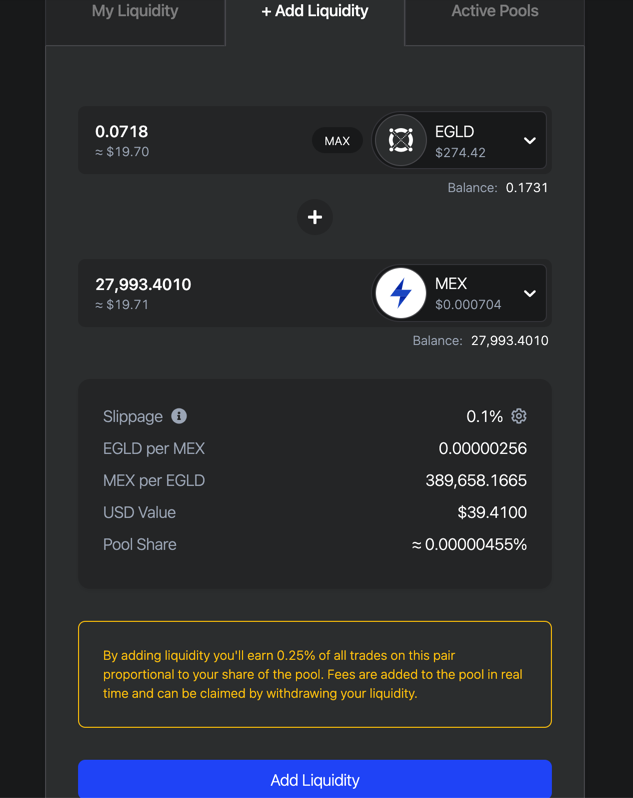 My Liquidity
+ Add Liquidity
Active Pools
0.0718
≈ $19.70
MAX
EGLD
$274.42
Balance: 0.1731
+
27,993.4010
≈ $19.71
MEX
$0.000704
Balance: 27,993.4010
Slippage 0.1%
EGLD per MEX 0.00000256
MEX per EGLD 389,658.1665
USD Value $39.4100
Pool Share ≈ 0.00000455%
By adding liquidity you'll earn 0.25% of all trades on this pair
proportional to your share of the pool. Fees are added to the pool in real
time and can be claimed by withdrawing your liquidity.
Add Liquidity